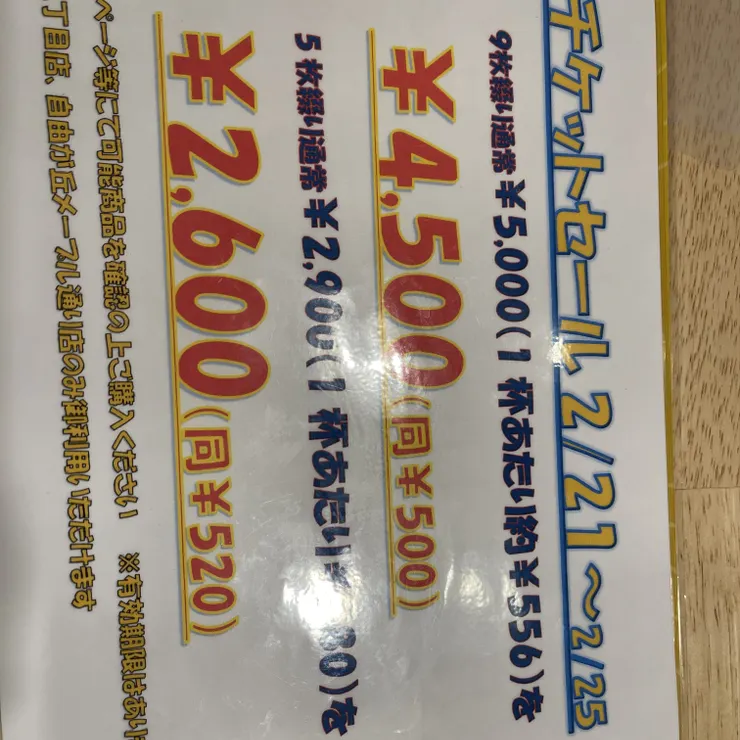 チケットセール 2/21～2/25
9枚綴り通常¥5,000(1 杯あたり約¥556)を
¥4,500(同¥500)
5 枚綴り通常¥2,900(1 杯あたり¥ 80)を
¥2,600(同¥520)
ページ等にて可能商品を確認の上ご購入ください ※有効期限はあり
丁目店、自由が丘メープル通り店のみ御利用いただけます